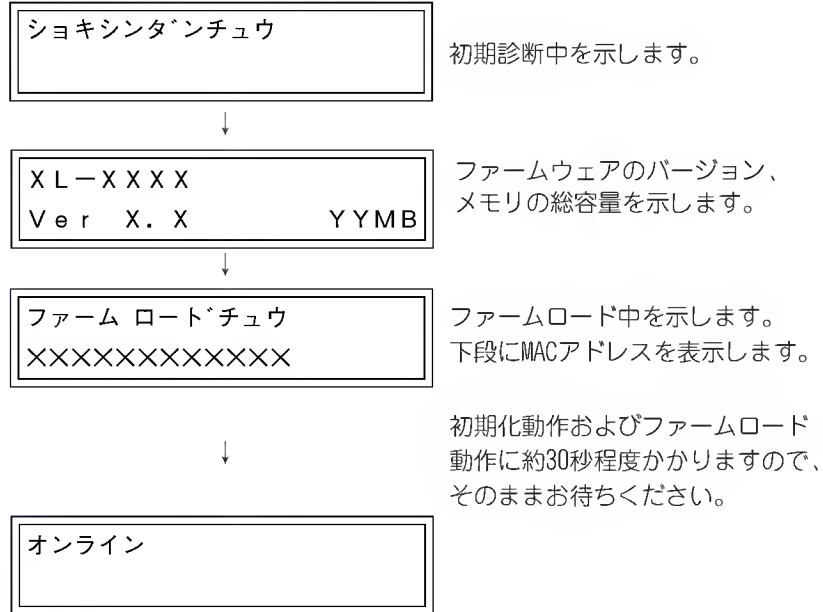 ショキシンダンチュウ
初期診断中を示します。
↓
XL－XXXX
Ver X. X YYMB
ファームウェアのバージョン、
メモリの総容量を示します。
↓
ファーム ロードチュウ
××××××××××××
ファームロード中を示します。
下段にMACアドレスを表示します。
↓
初期化動作およびファームロード
動作に約30秒程度かかりますので、
そのままお待ちください。
オンライン